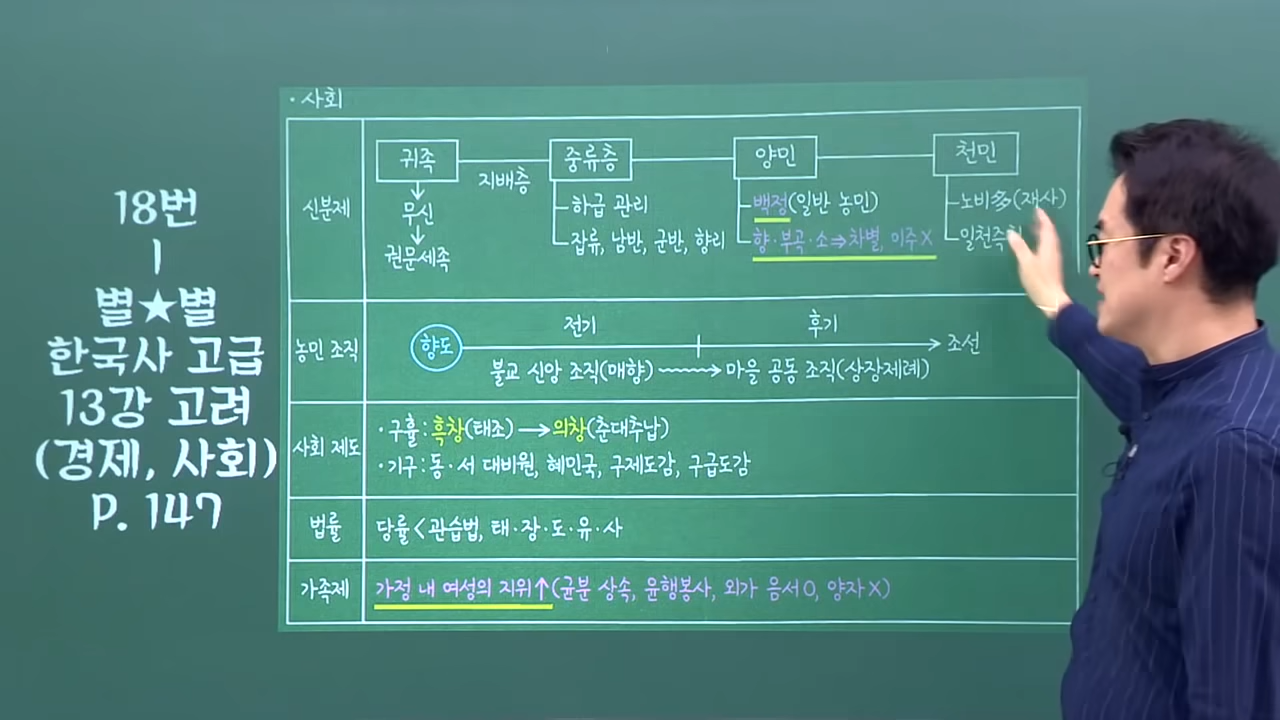 18번
|
별★별
한국사 고급
13강 고려
(경제, 사회)
P. 147
· 사회
신분제
귀족
지배층
중류층
양민
천민
무신
권문세족
하급 관리
잡류, 남반, 군반, 향리
백정(일반 농민)
향·부곡·소⇒차별, 이주X
노비多(재사)
일천즉
농민 조직
향도
전기
후기
조선
불교 신앙 조직(매향)
마을 공동 조직(상장제례)
사회 제도
· 구휼: 흑창(태조)→의창(춘대추납)
· 기구: 동·서 대비원, 혜민국, 구제도감, 구급도감
법률
당률<관습법, 태·장·도·유·사
가족제
가정 내 여성의 지위↑(균분 상속, 윤행봉사, 외가 음서O, 양자X)